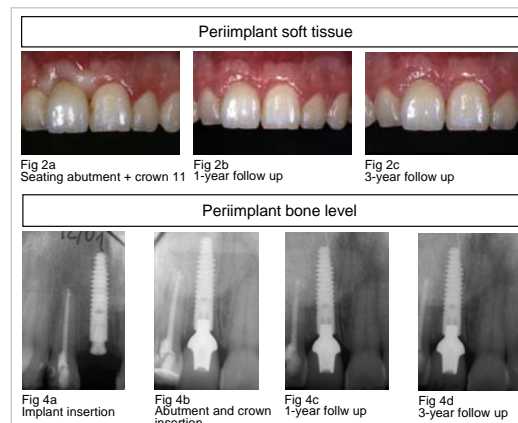 Periimplant soft tissue
Fig 2a
Seating abutment + crown 11
Fig 2b
1-year follow up
Fig 2c
3-year follow up
Periimplant bone level
Fig 4a
Implant insertion
Fig 4b
Abutment and crown
insertion
Fig 4c
1-year follw up
Fig 4d
3-year follow up